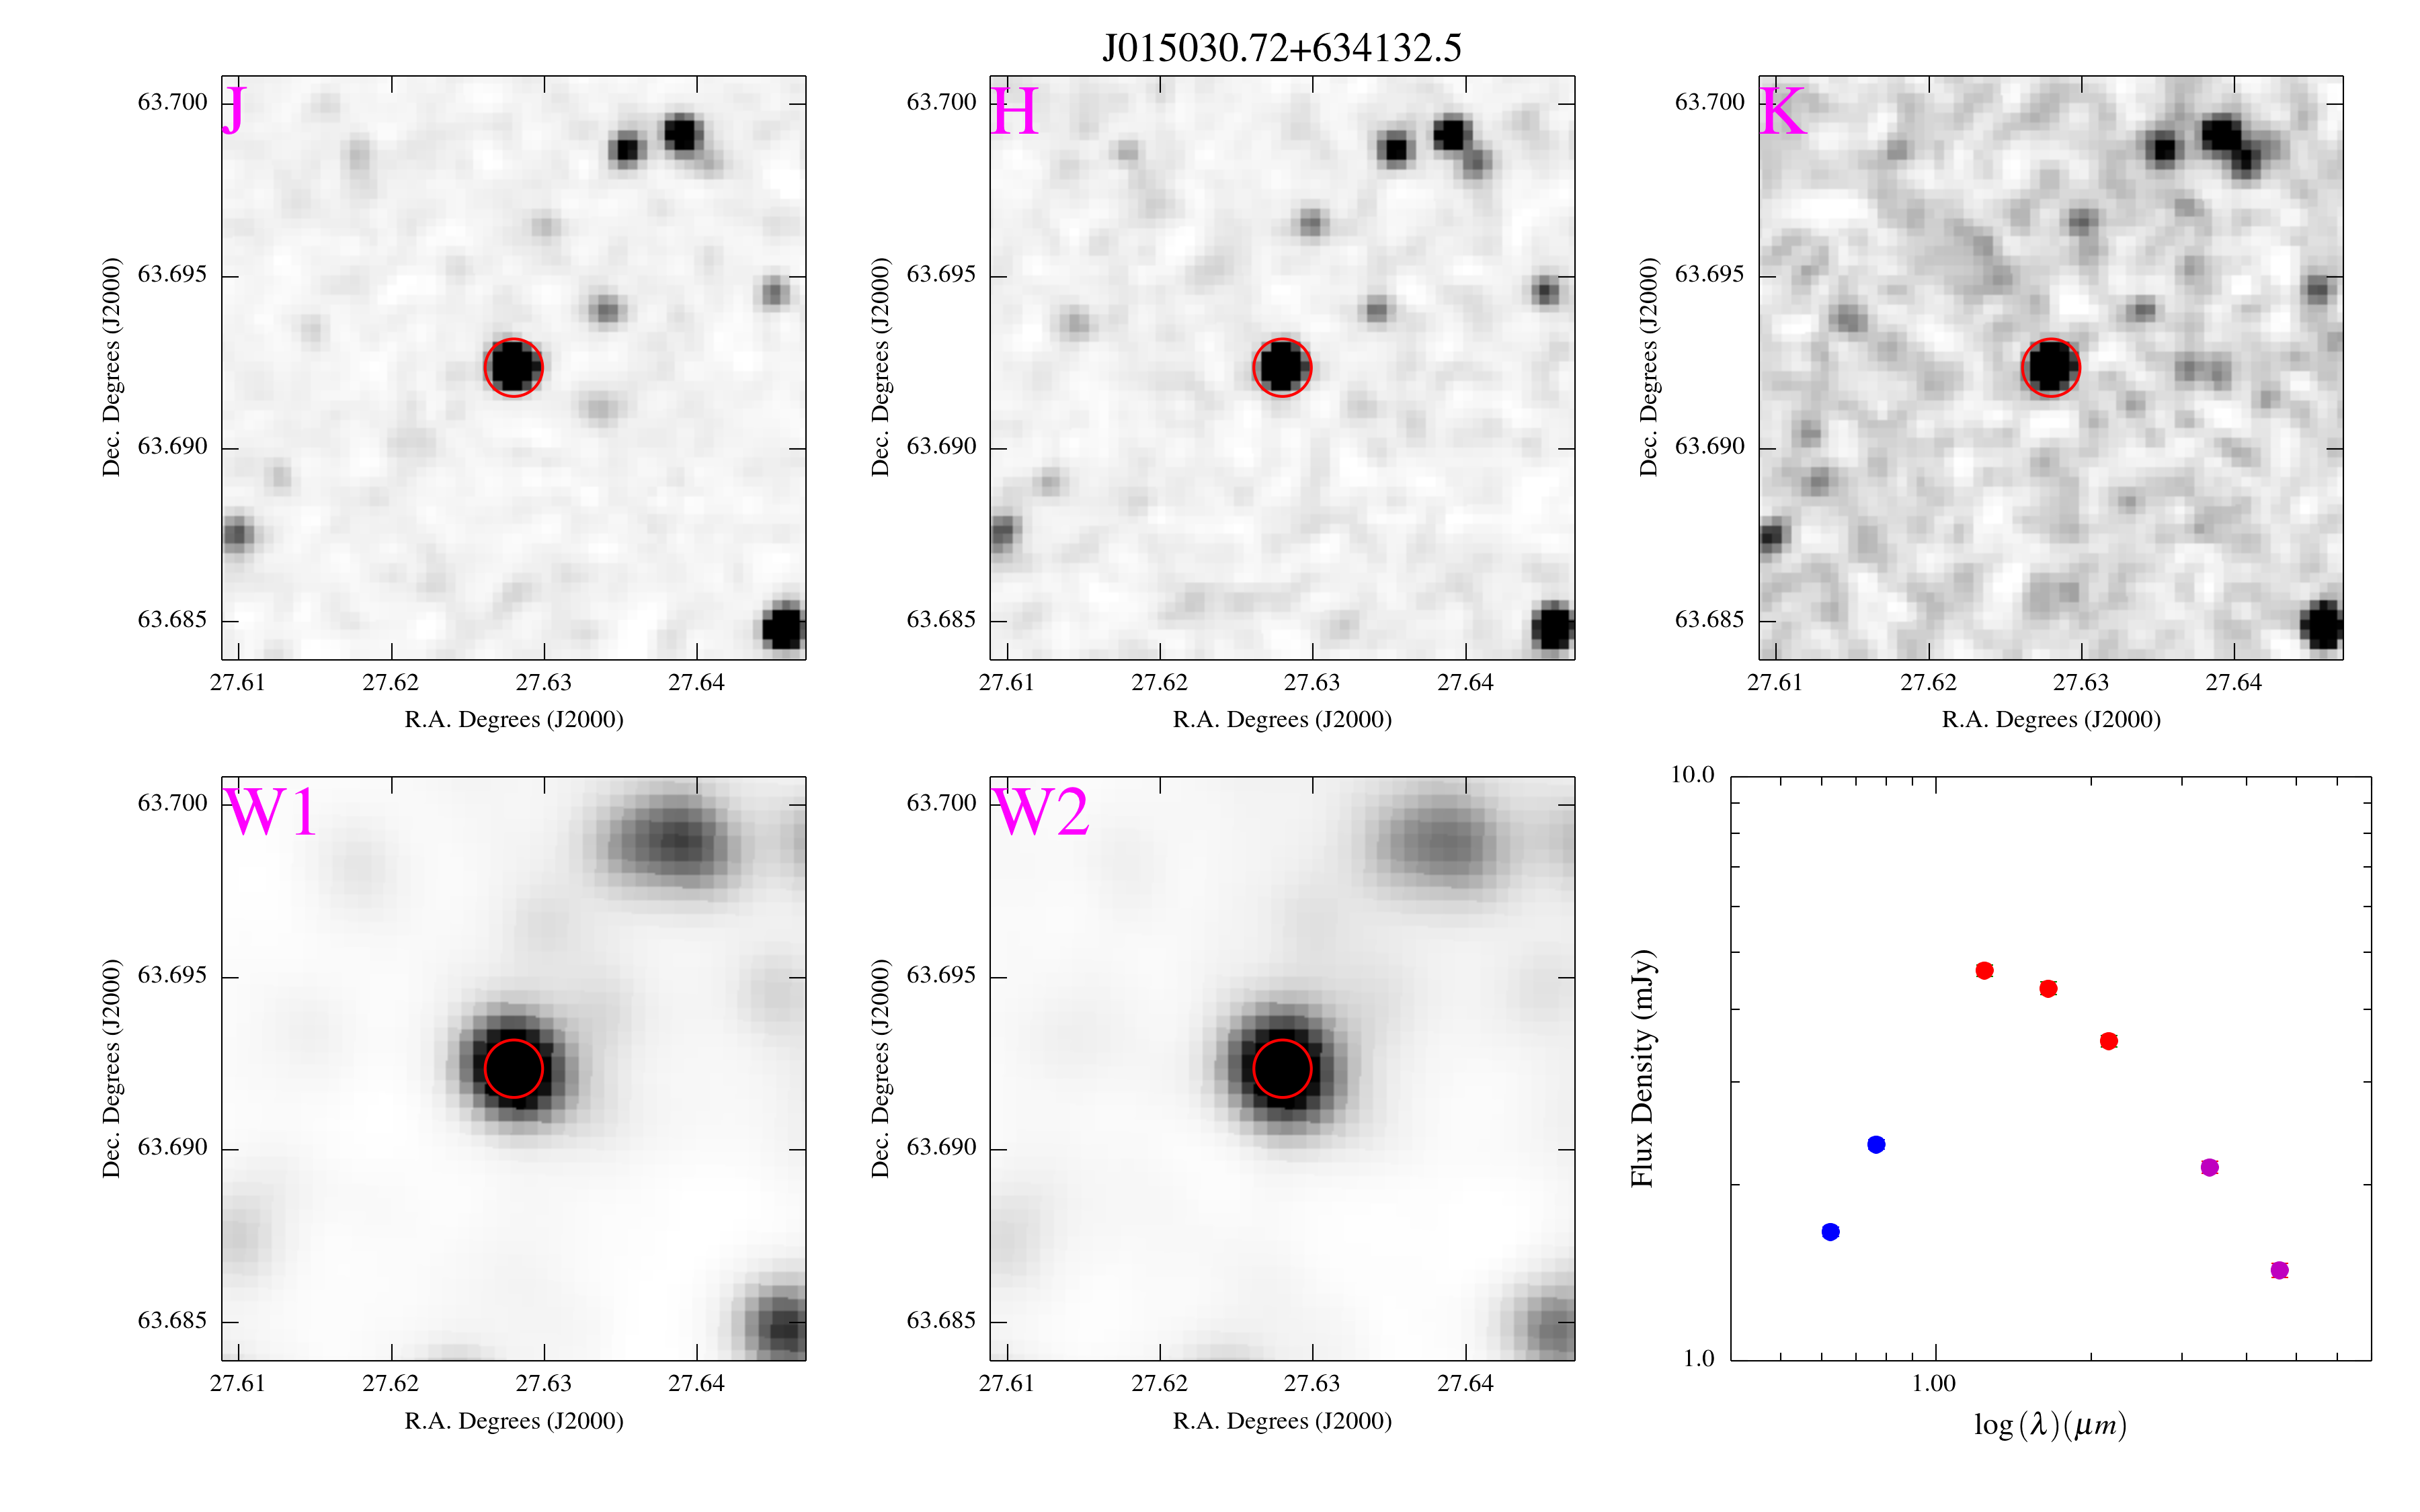 J015030.72+634132.5
J
63.700
63.695
63.690
63.685
Dec. Degrees (J2000)
27.61 27.62 27.63 27.64
R.A. Degrees (J2000)
H
63.700
63.695
63.690
63.685
Dec. Degrees (J2000)
27.61 27.62 27.63 27.64
R.A. Degrees (J2000)
K
63.700
63.695
63.690
63.685
Dec. Degrees (J2000)
27.61 27.62 27.63 27.64
R.A. Degrees (J2000)
W1
63.700
63.695
63.690
63.685
Dec. Degrees (J2000)
27.61 27.62 27.63 27.64
R.A. Degrees (J2000)
W2
63.700
63.695
63.690
63.685
Dec. Degrees (J2000)
27.61 27.62 27.63 27.64
R.A. Degrees (J2000)
10.0
1.0
Flux Density (mJy)
1.00
log(λ)(μm)